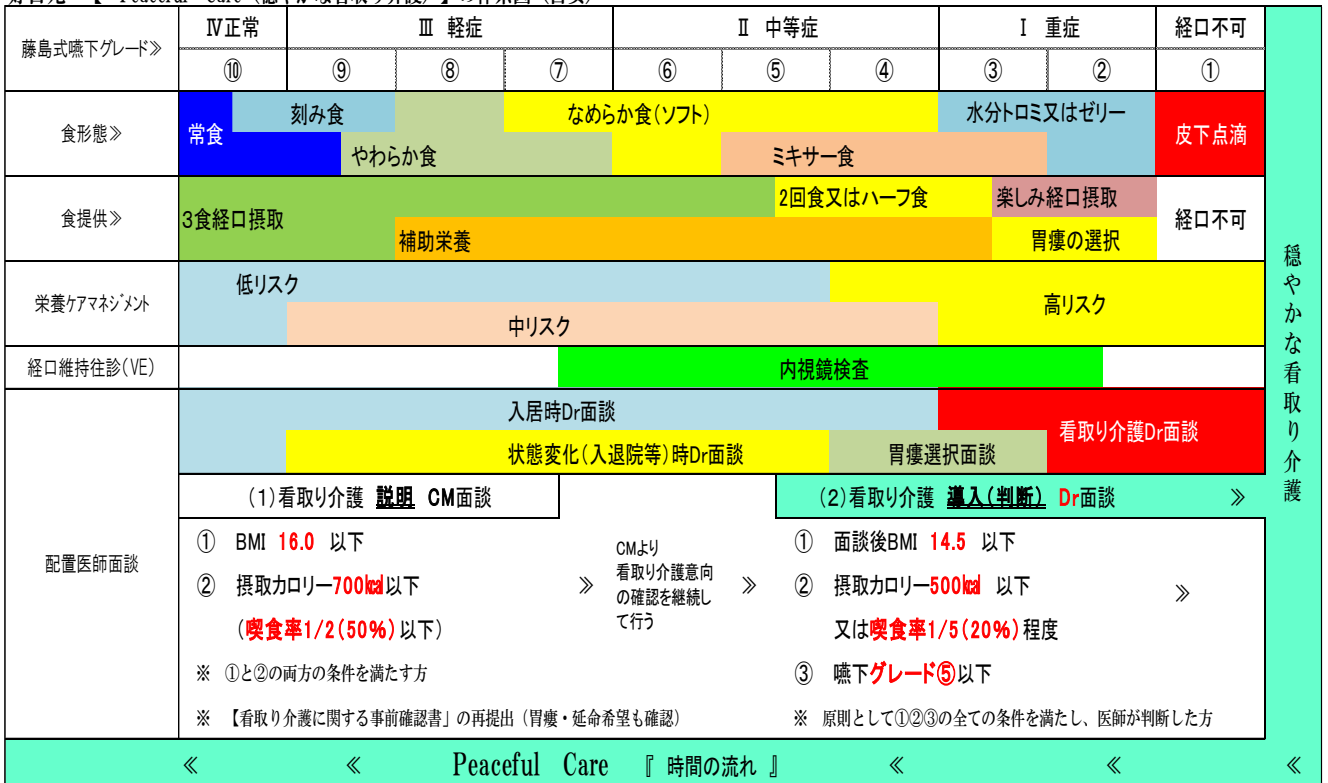 藤島式嚥下グレード≫
Ⅳ正常
Ⅲ 軽症
Ⅱ 中等症
Ⅰ 重症
経口不可
⑩ ⑨ ⑧ ⑦ ⑥ ⑤ ④ ③ ② ①
食形態≫
常食
刻み食
なめらか食(ソフト)
水分トロミ又はゼリー
皮下点滴
やわらか食
ミキサー食
食提供≫
3食経口摂取
2回食又はハーフ食
楽しみ経口摂取
経口不可
補助栄養
胃瘻の選択
栄養ケアマネジメント
低リスク
高リスク
中リスク
経口維持往診(VE)
内視鏡検査
配置医師面談
入居時Dr面談
看取り介護Dr面談
状態変化(入退院等)時Dr面談
胃瘻選択面談
(1)看取り介護 説明 CM面談
① BMI 16.0 以下
② 摂取カロリー700㎉以下
(喫食率1/2(50%)以下)
※ ①と②の両方の条件を満たす方
※ 【看取り介護に関する事前確認書」の再提出(胃瘻・延命希望も確認)
≫
CMより
看取り介護意向
の確認を継続し
て行う
≫
(2)看取り介護 導入(判断) Dr面談 ≫
① 面談後BMI 14.5 以下
② 摂取カロリー500㎉ 以下
又は喫食率1/5(20%)程度
③ 嚥下グレード⑤以下
※ 原則として①②③の全ての条件を満たし、医師が判断した方
≫
穏やかな看取り介護
≪ ≪ Peaceful Care 『 時間の流れ 』 ≪ ≪ ≪